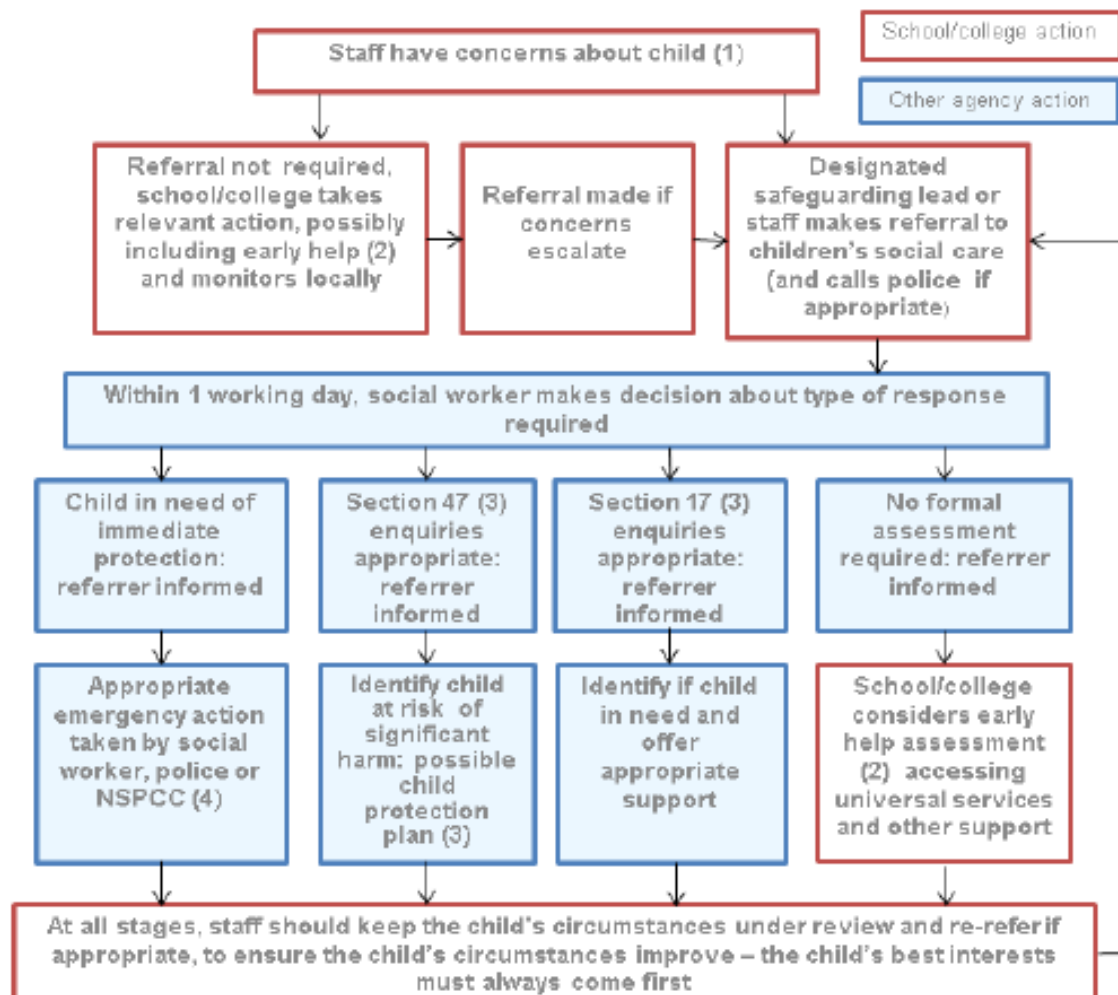 School/college action
Other agency action
Staff have concerns about child (1)
Referral not required,
school/college takes
relevant action, possibly
including early help (2)
and monitors locally
Referral made if
concerns
escalate
Designated
safeguarding lead or
staff makes referral to
children's social care
(and calls police if
appropriate)
Within 1 working day, social worker makes decision about type of response
required
Child in need of
immediate
protection:
referrer informed
Section 47 (3)
enquiries
appropriate:
referrer
informed
Section 17 (3)
enquiries
appropriate:
referrer
informed
No formal
assessment
required: referrer
informed
Appropriate
emergency action
taken by social
worker, police or
NSPCC (4)
Identify child
at risk of
significant
harm: possible
child
protection
plan (3)
Identify if child
in need and
offer
appropriate
support
School/college
considers early
help assessment
(2) accessing
universal services
and other support
At all stages, staff should keep the child's circumstances under review and re-refer if
appropriate, to ensure the child's circumstances improve – the child's best interests
must always come first